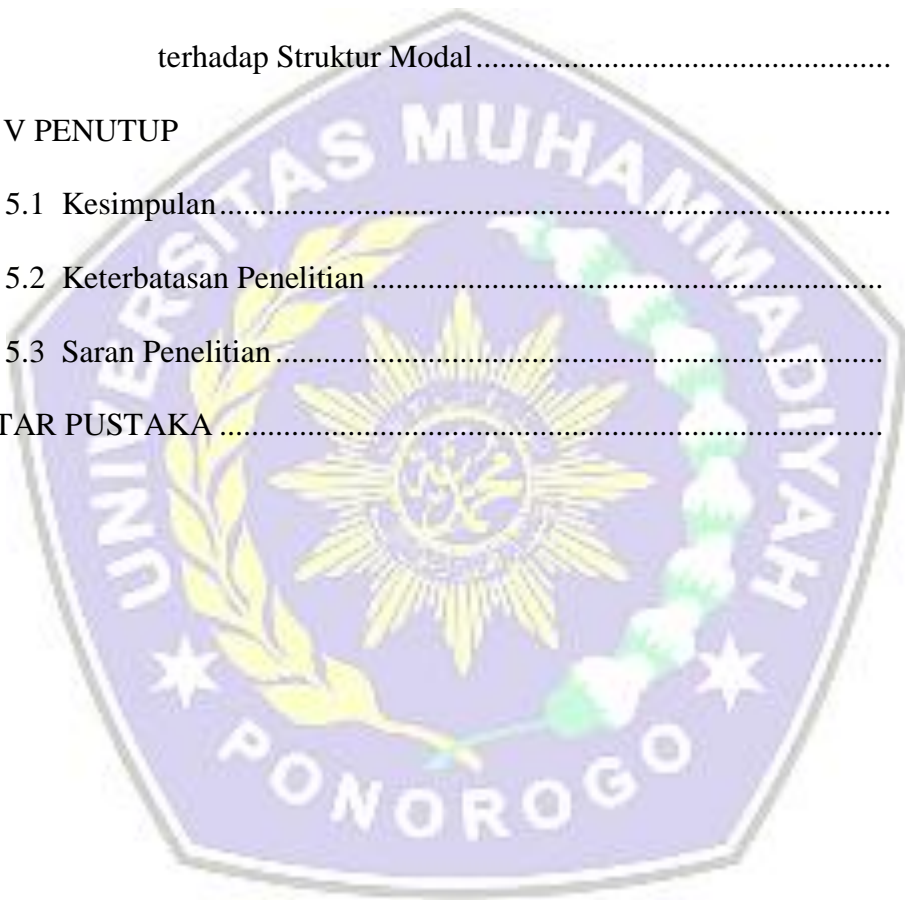 terhadap Struktur Modal....................................................
V PENUTUP
5.1 Kesimpulan....................................................................................
5.2 Keterbatasan Penelitian ................................................................
5.3 Saran Penelitian............................................................................
TAR PUSTAKA ...................................................................................
UNIVERSITAS MUHAMMADIYAH
PONOROGO